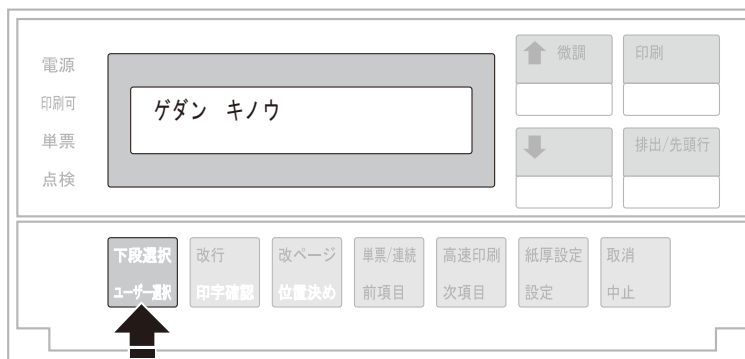 電源
印刷可
単票
点検
ゲダン キノウ
微調
印刷
排出/先頭行
下段選択
ユーザー選択
改行
印字確認
改ページ
位置決め
単票/連続
前項目
高速印刷
次項目
紙厚設定
設定
取消
中止